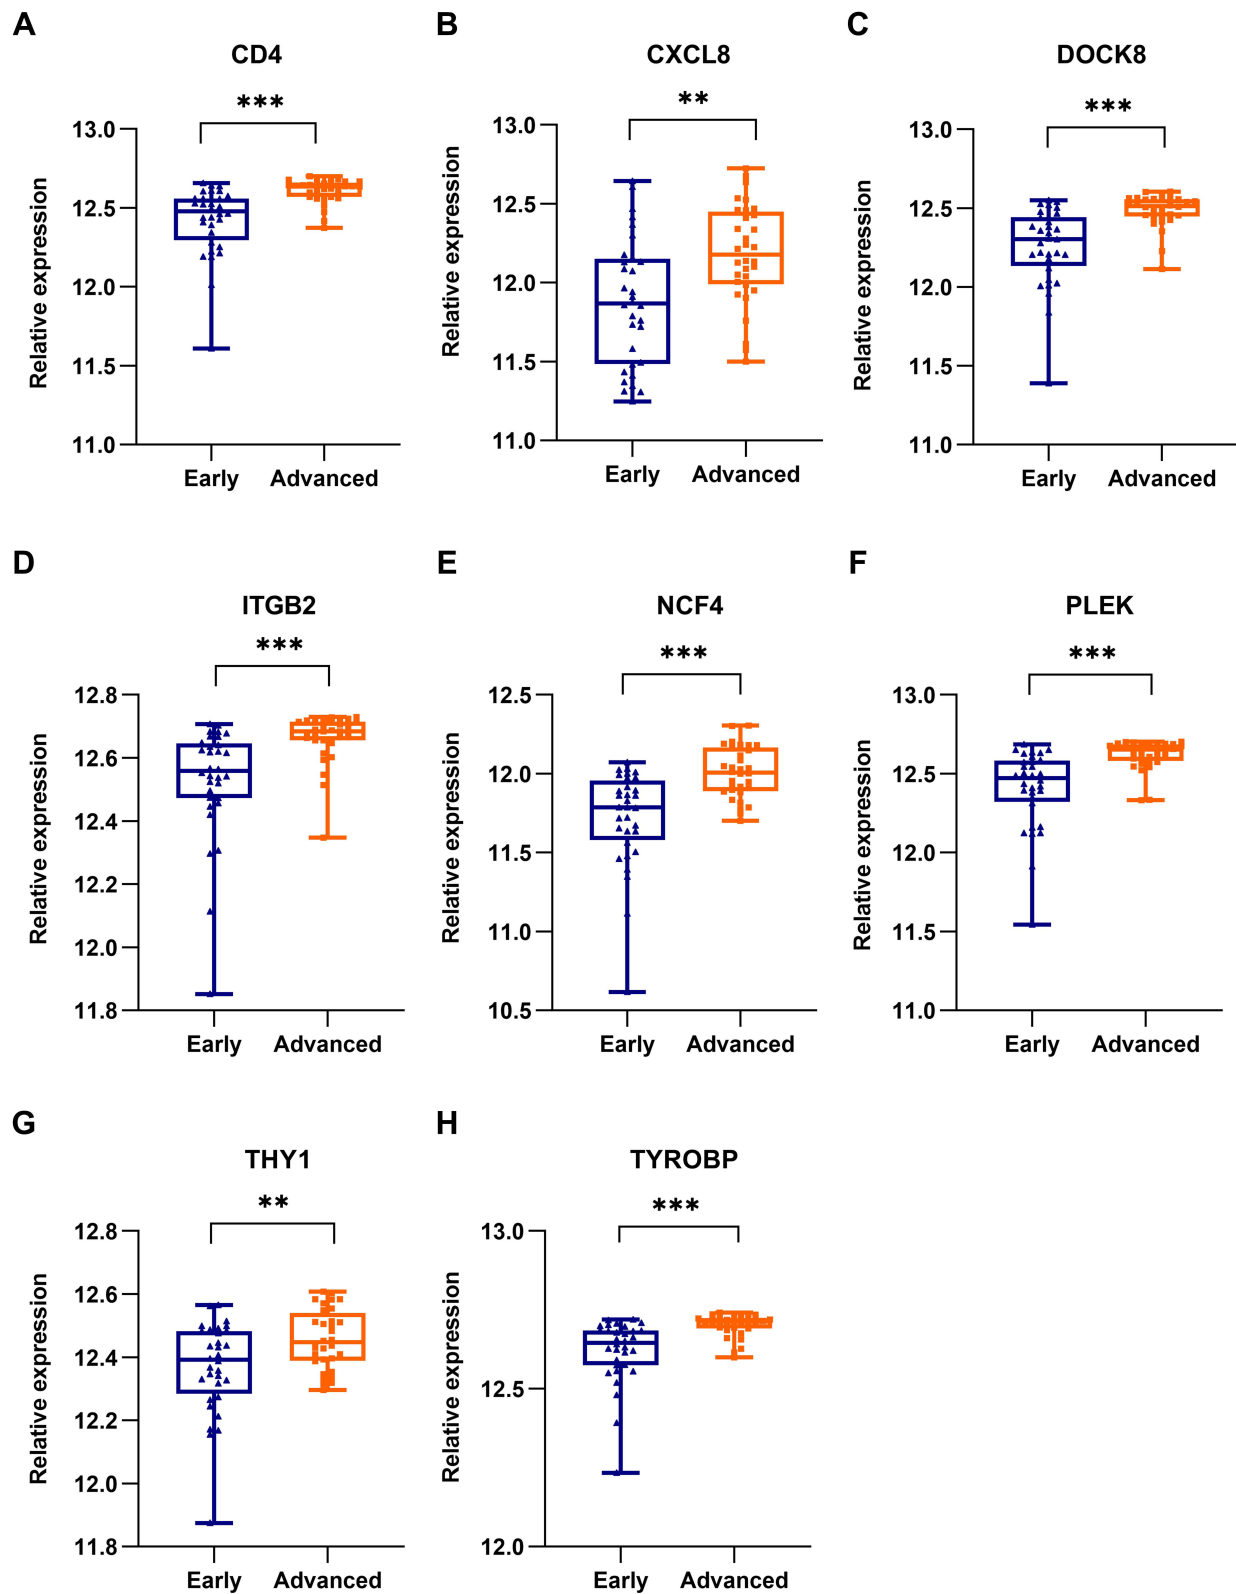 A
CD4
***
Relative expression
13.0
12.5
12.0
11.5
11.0
Early Advanced
B
CXCL8
**
Relative expression
13.0
12.5
12.0
11.5
11.0
Early Advanced
C
DOCK8
***
Relative expression
13.0
12.5
12.0
11.5
11.0
Early Advanced
D
ITGB2
***
Relative expression
12.8
12.6
12.4
12.2
12.0
11.8
Early Advanced
E
NCF4
***
Relative expression
12.5
12.0
11.5
11.0
10.5
Early Advanced
F
PLEK
***
Relative expression
13.0
12.5
12.0
11.5
11.0
Early Advanced
G
THY1
**
Relative expression
12.8
12.6
12.4
12.2
12.0
11.8
Early Advanced
H
TYROBP
***
Relative expression
13.0
12.5
12.0
Early Advanced